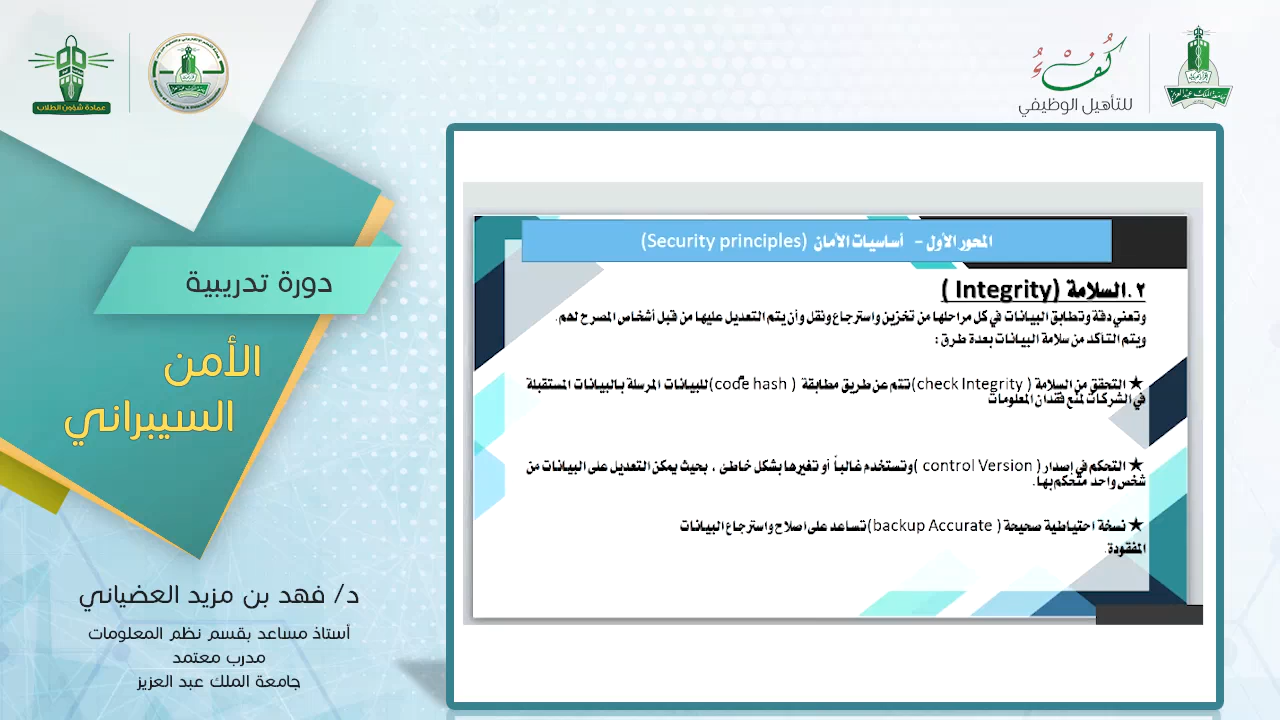 عمادة شؤون الطلاب
كُفْءُ
للتأهيل الوظيفي
جامعة الملك عبد العزيز
دورة تدريبية
الأمن
السيبراني
د/ فهد بن مزيد العضياني
أستاذ مساعد بقسم نظم المعلومات
مدرب معتمد
جامعة الملك عبد العزيز
المحور الأول - أساسيات الأمان (Security principles)
٢.السلامة (Integrity )
وتعني دقة وتطابق البيانات في كل مراحلها من تخزين واسترجاع ونقل وأن يتم التعديل عليها من قبل أشخاص المصرح لهم.
ويتم التأكد من سلامة البيانات بعدة طرق :
★ التحقق من السلامة ( check Integrity)تتم عن طريق مطابقة ( code hash)للبيانات المرسلة بالبيانات المستقبلة
في الشركات لمنع فقدان المعلومات
★ التحكم في إصدار ( control Version )وتستخدم غالباً أو تغيرها بشكل خاطئ ، بحيث يمكن التعديل على البيانات من
شخص واحد متحكم بها.
★ نسخة احتياطية صحيحة ( backup Accurate)تساعد على اصلاح واسترجاع البيانات
المفقودة.